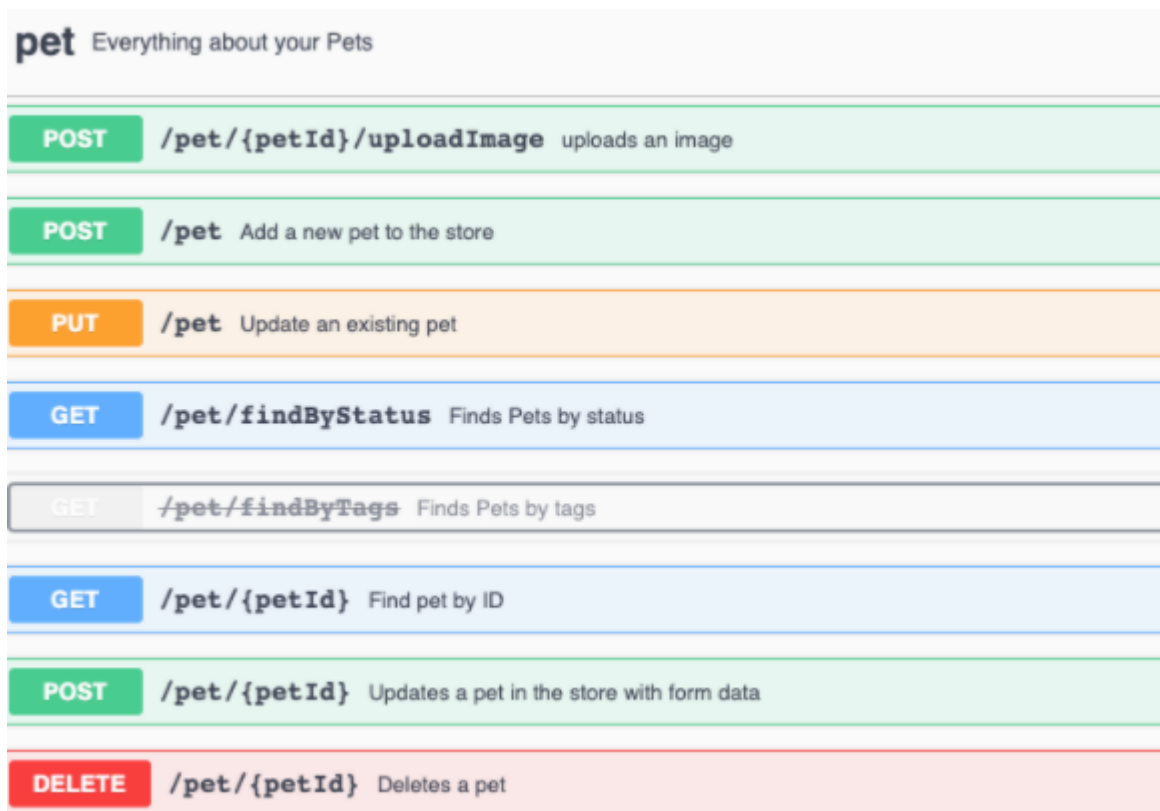 pet Everything about your Pets
POST /pet/{petId}/uploadImage uploads an image
POST /pet Add a new pet to the store
PUT /pet Update an existing pet
GET /pet/findByStatus Finds Pets by status
GET /pet/findByTags Finds Pets by tags
GET /pet/{petId} Find pet by ID
POST /pet/{petId} Updates a pet in the store with form data
DELETE /pet/{petId} Deletes a pet